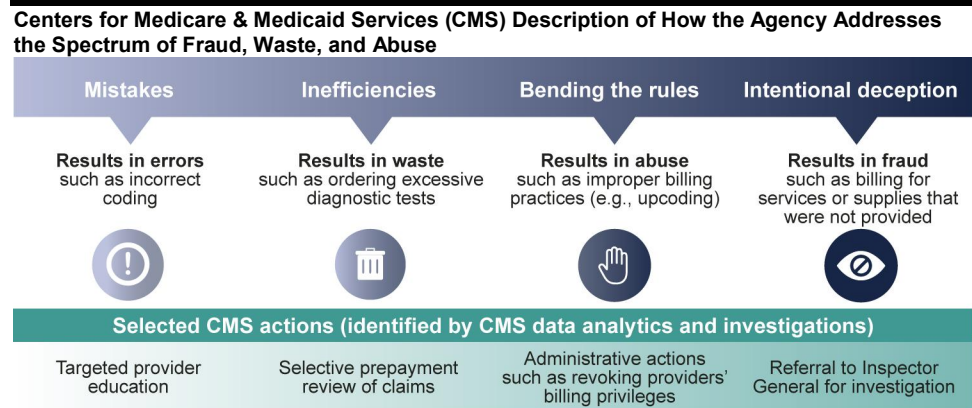 Centers for Medicare & Medicaid Services (CMS) Description of How the Agency Addresses
the Spectrum of Fraud, Waste, and Abuse
Mistakes
Inefficiencies
Bending the rules
Intentional deception
Results in errors
such as incorrect
coding
Results in waste
such as ordering excessive
diagnostic tests
Results in abuse
such as improper billing
practices (e.g., upcoding)
Results in fraud
such as billing for
services or supplies that
were not provided
Selected CMS actions (identified by CMS data analytics and investigations)
Targeted provider
education
Selective prepayment
review of claims
Administrative actions
such as revoking providers’
billing privileges
Referral to Inspector
General for investigation